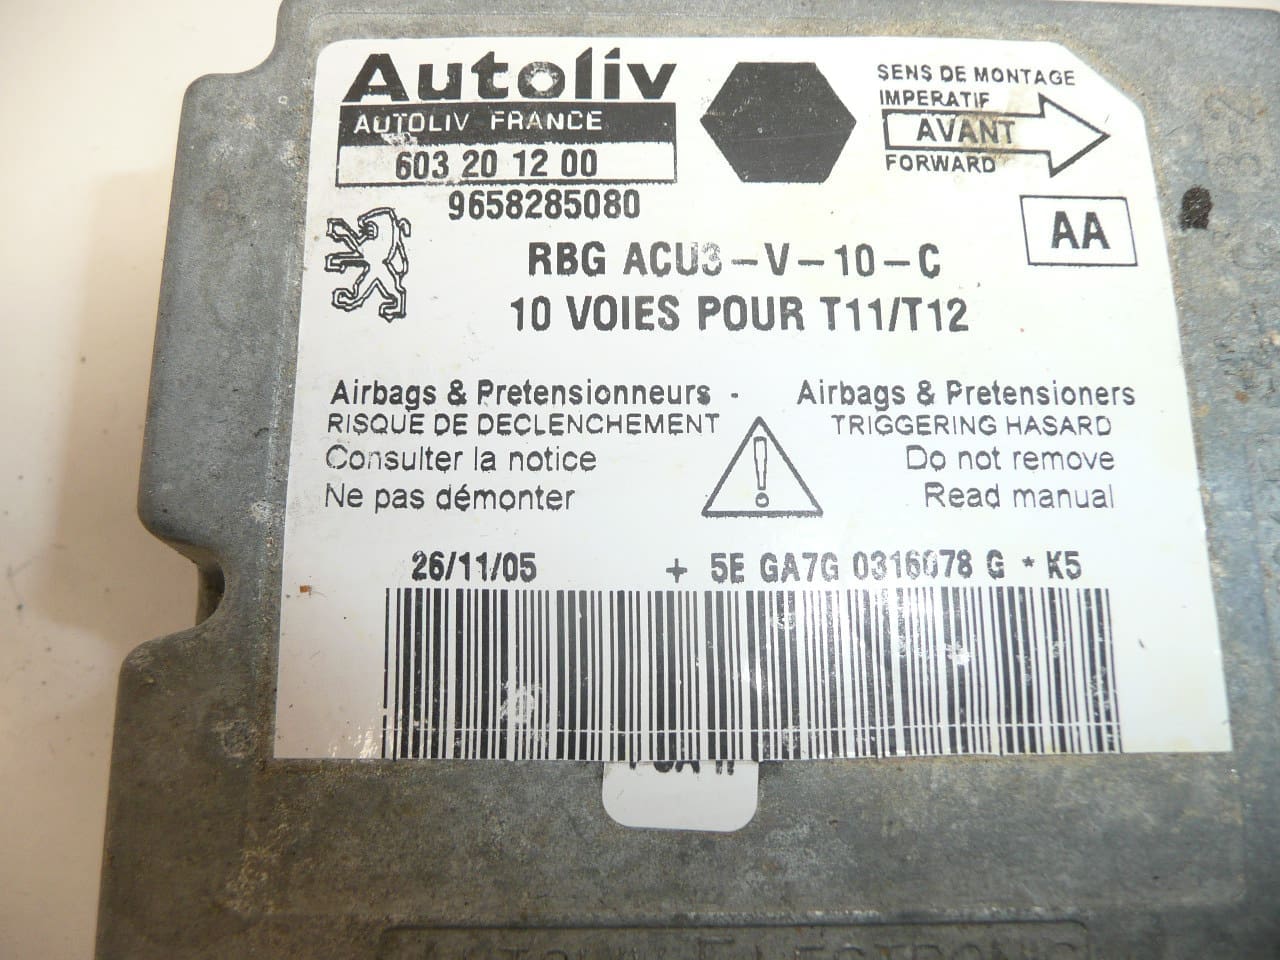 Autoliv
AUTOLIV FRANCE
603 20 12 00
9658285080
SENS DE MONTAGE
IMPERATIF
AVANT
FORWARD
AA
RBG ACU3-V-10-C
10 VOIES POUR T11/T12
Airbags & Pretensionneurs - Airbags & Pretensioners
RISQUE DE DECLENCHEMENT TRIGGERING HASARD
Consulter la notice Do not remove
Ne pas démonter Read manual
26/11/05 + 5E GA7G 0316078 G * K5